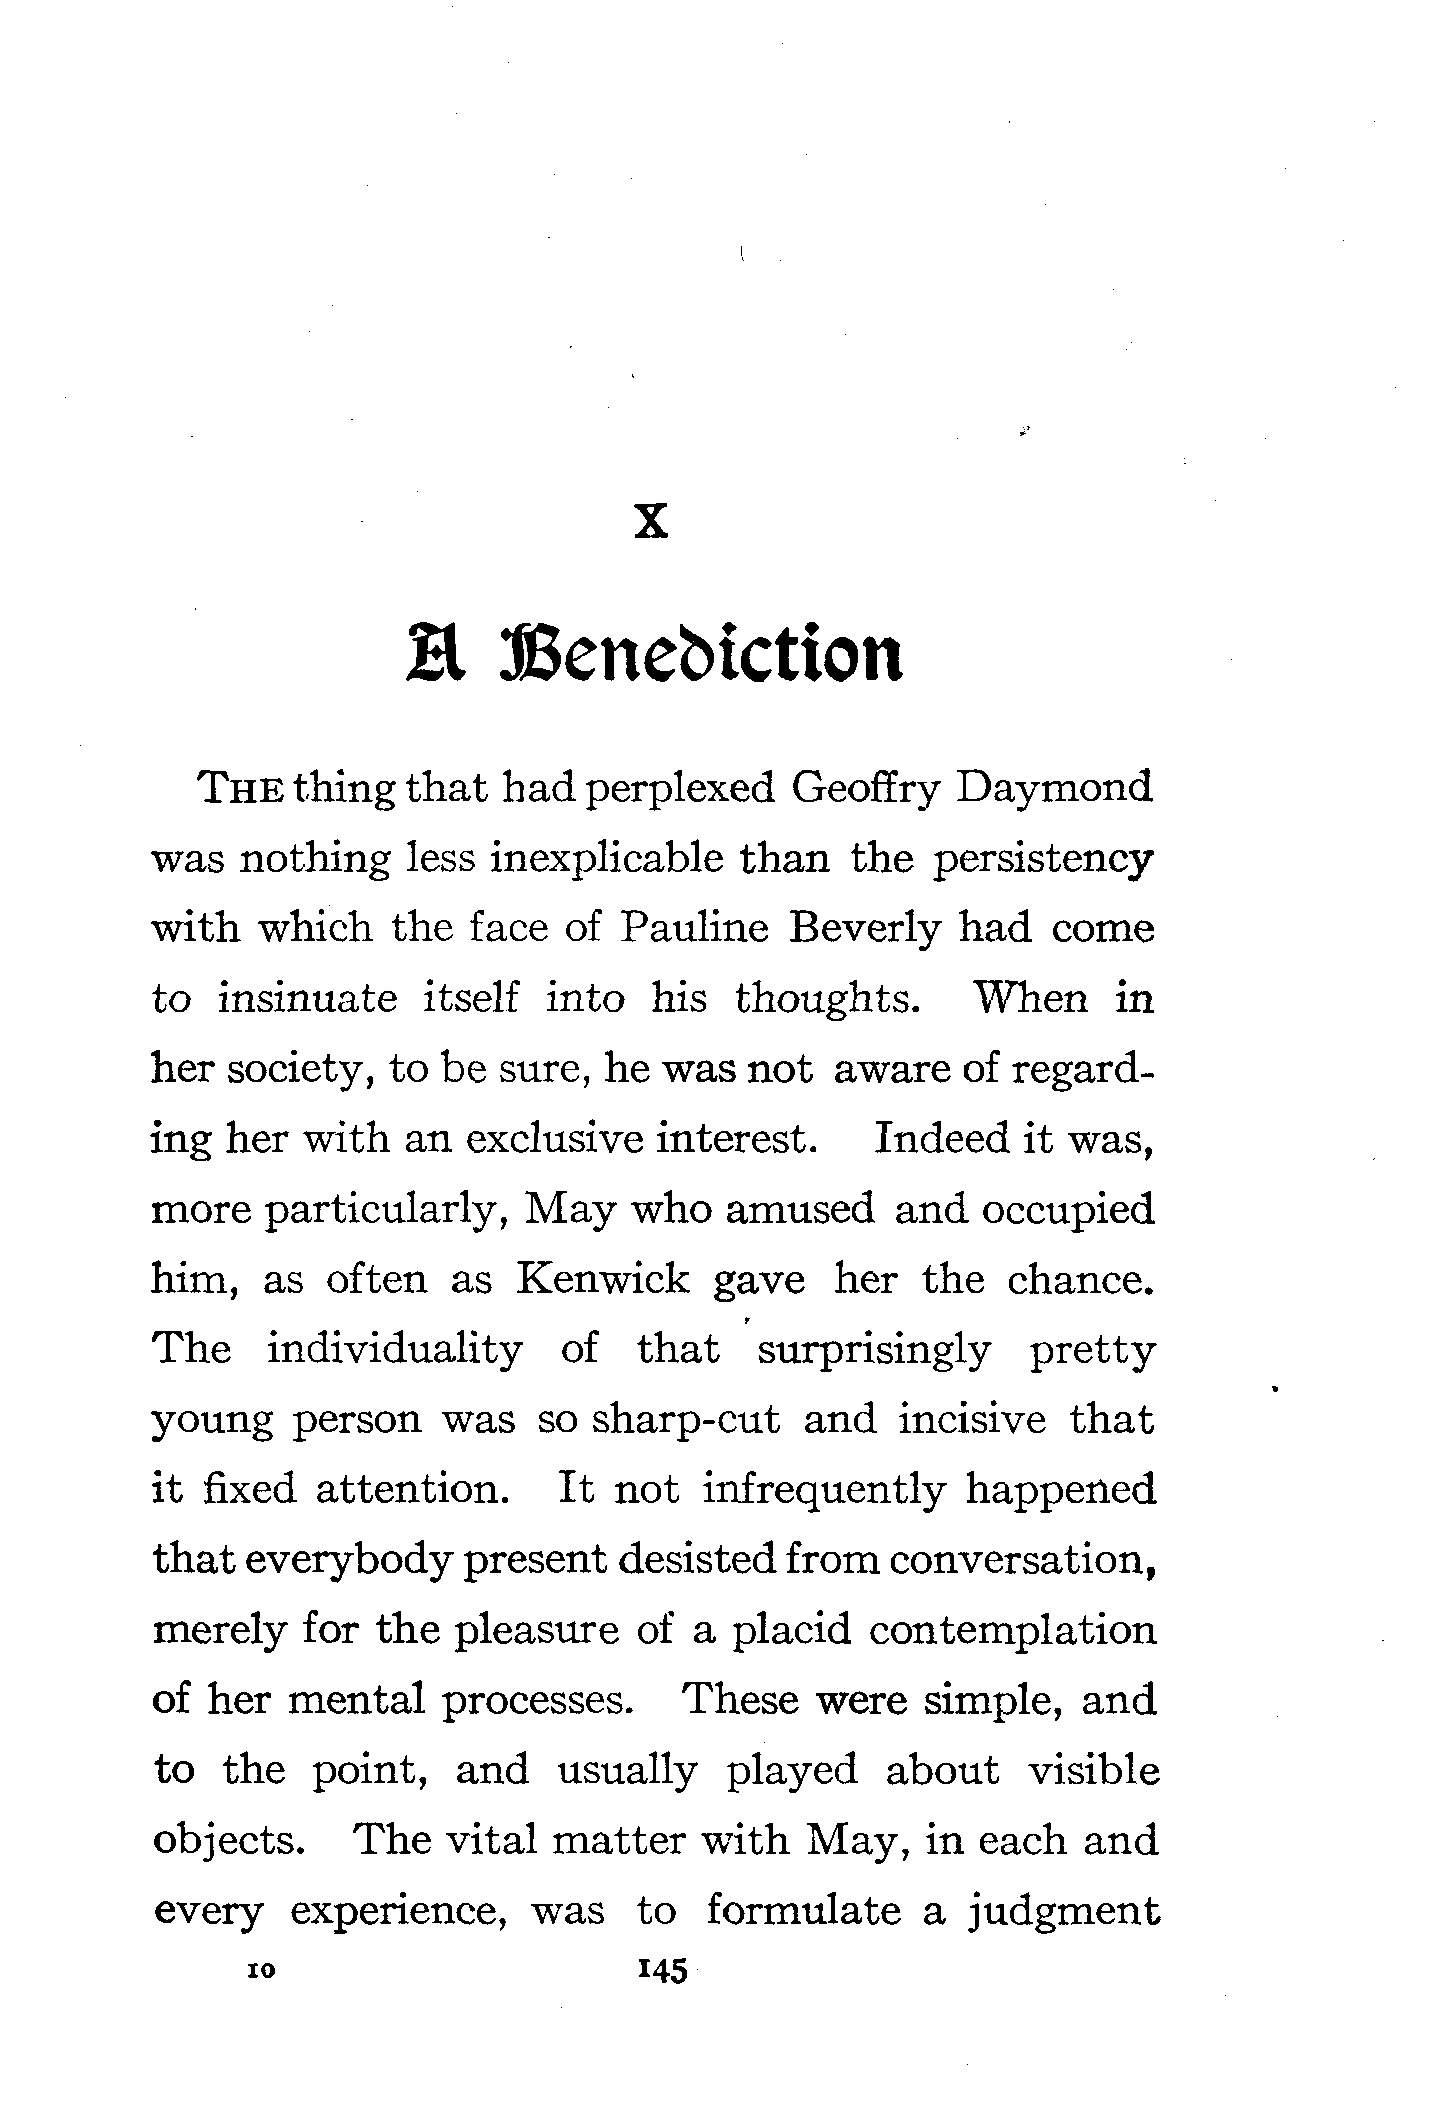 X
A Benediction
THE thing that had perplexed Geoffry Daymond
was nothing less inexplicable than the persistency
with which the face of Pauline Beverly had come
to insinuate itself into his thoughts. When in
her society, to be sure, he was not aware of regard-
ing her with an exclusive interest. Indeed it was,
more particularly, May who amused and occupied
him, as often as Kenwick gave her the chance.
The individuality of that surprisingly pretty
young person was so sharp-cut and incisive that
it fixed attention. It not infrequently happened
that everybody present desisted from conversation,
merely for the pleasure of a placid contemplation
of her mental processes. These were simple, and
to the point, and usually played about visible
objects. The vital matter with May, in each and
every experience, was to formulate a judgment
10 145